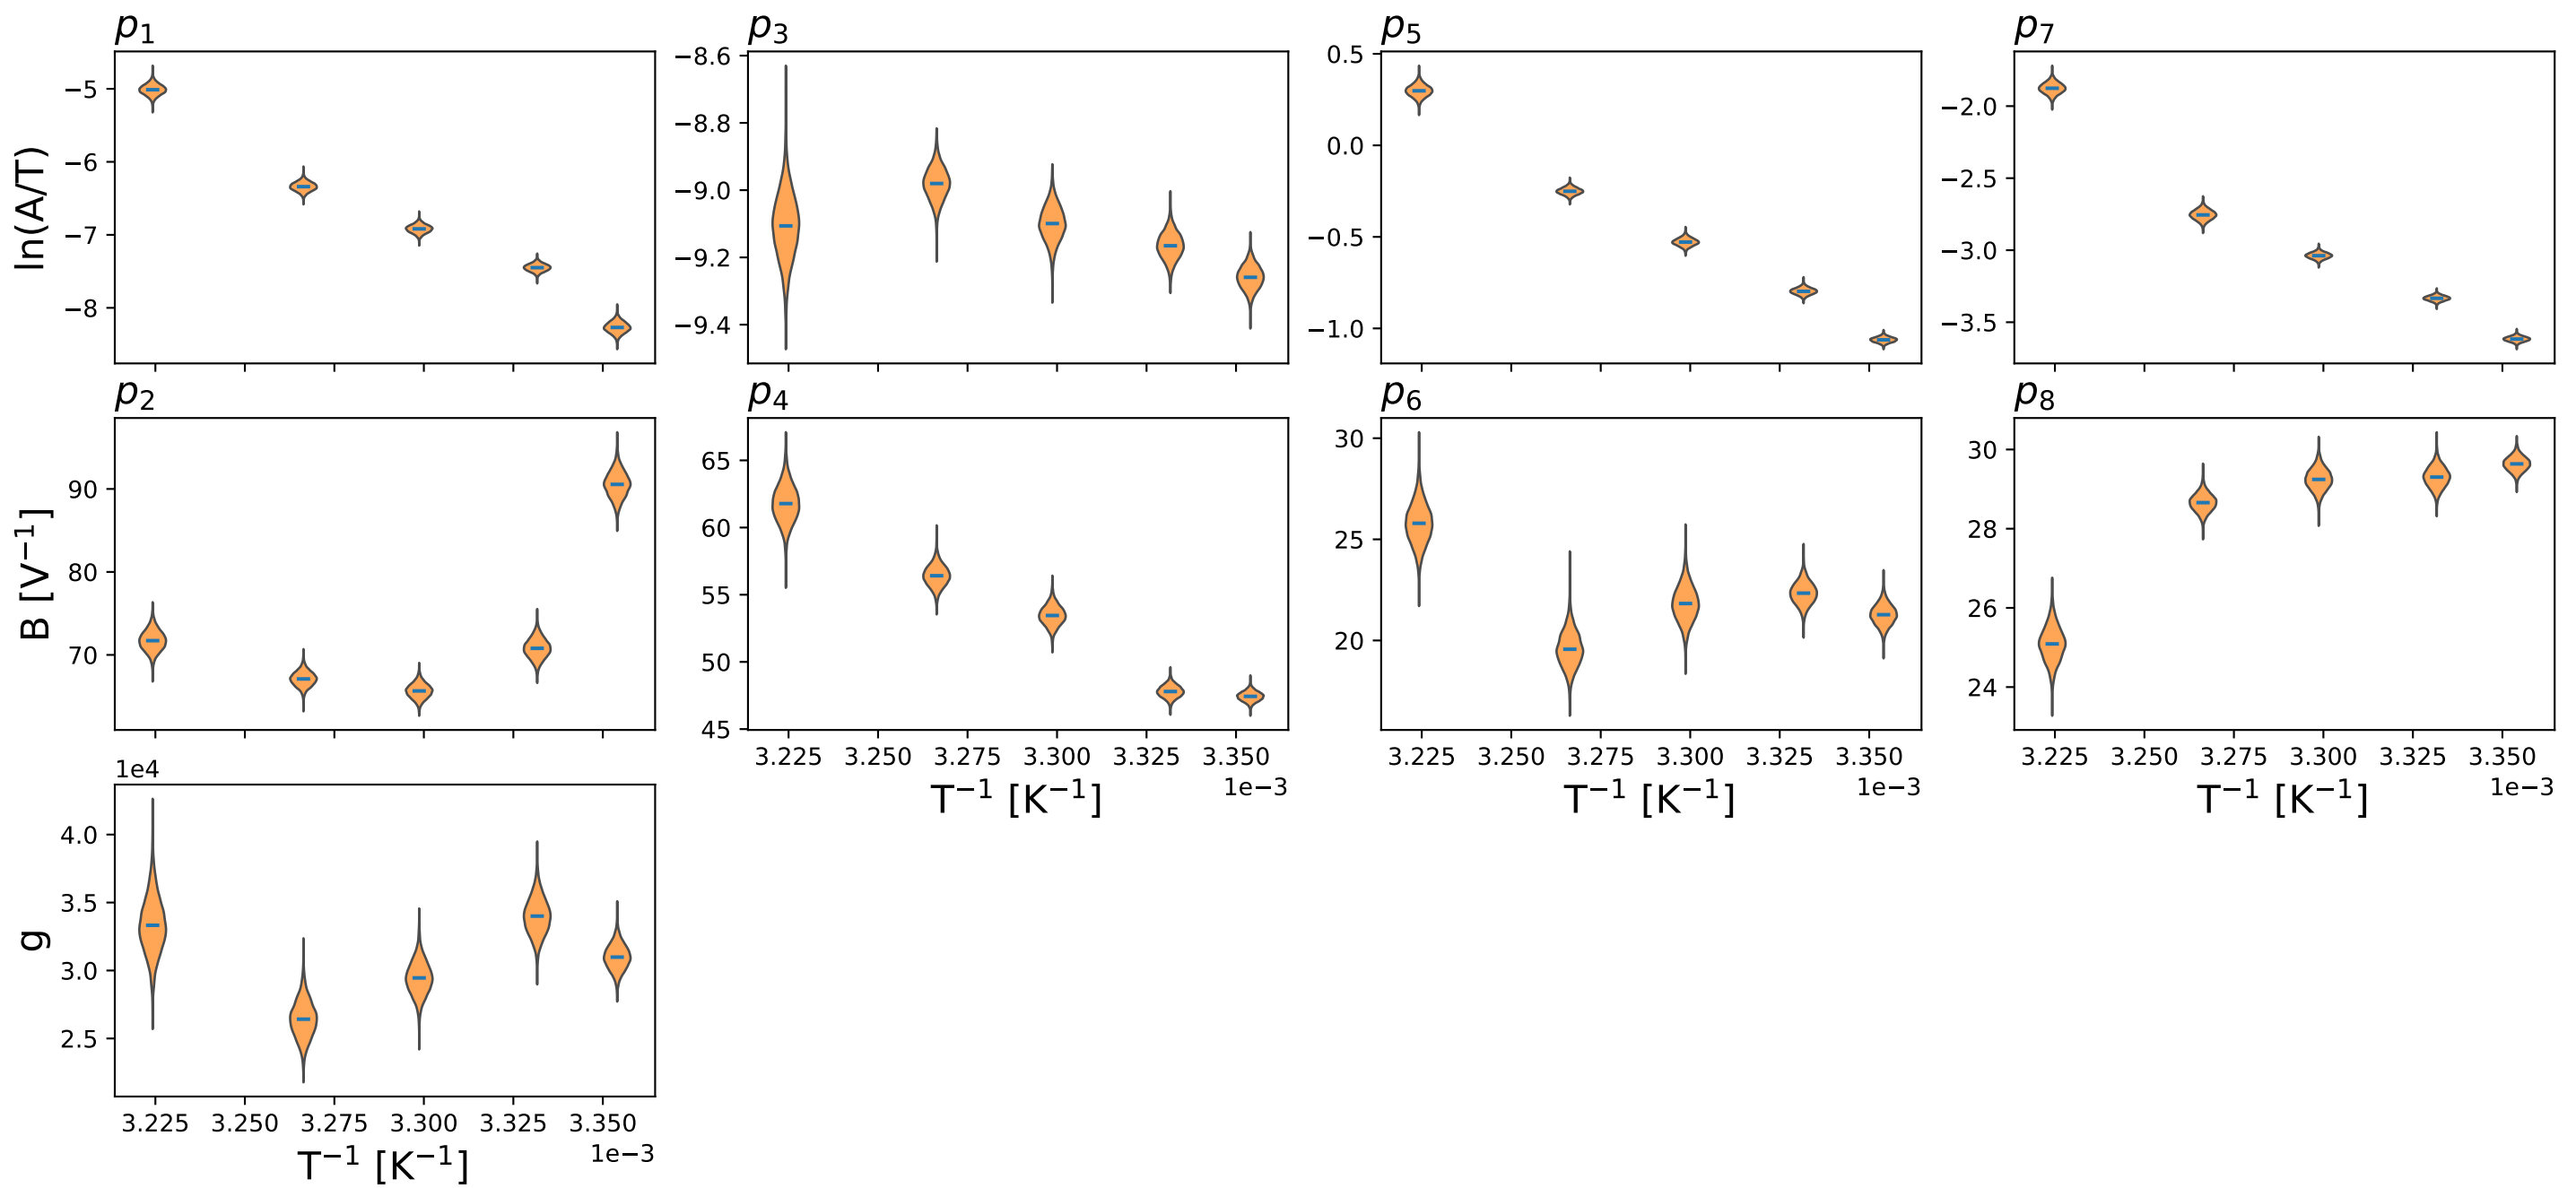 p₁
ln(A/T)
−5
−6
−7
−8
p₃
−8.6
−8.8
−9.0
−9.2
−9.4
p₅
0.5
0.0
−0.5
−1.0
p₇
−2.0
−2.5
−3.0
−3.5
p₂
B [V⁻¹]
90
80
70
p₄
65
60
55
50
45
3.225 3.250 3.275 3.300 3.325 3.350
1e−3
T⁻¹ [K⁻¹]
p₆
30
25
20
3.225 3.250 3.275 3.300 3.325 3.350
1e−3
T⁻¹ [K⁻¹]
p₈
30
28
26
24
3.225 3.250 3.275 3.300 3.325 3.350
1e−3
T⁻¹ [K⁻¹]
1e4
g
4.0
3.5
3.0
2.5
3.225 3.250 3.275 3.300 3.325 3.350
1e−3
T⁻¹ [K⁻¹]